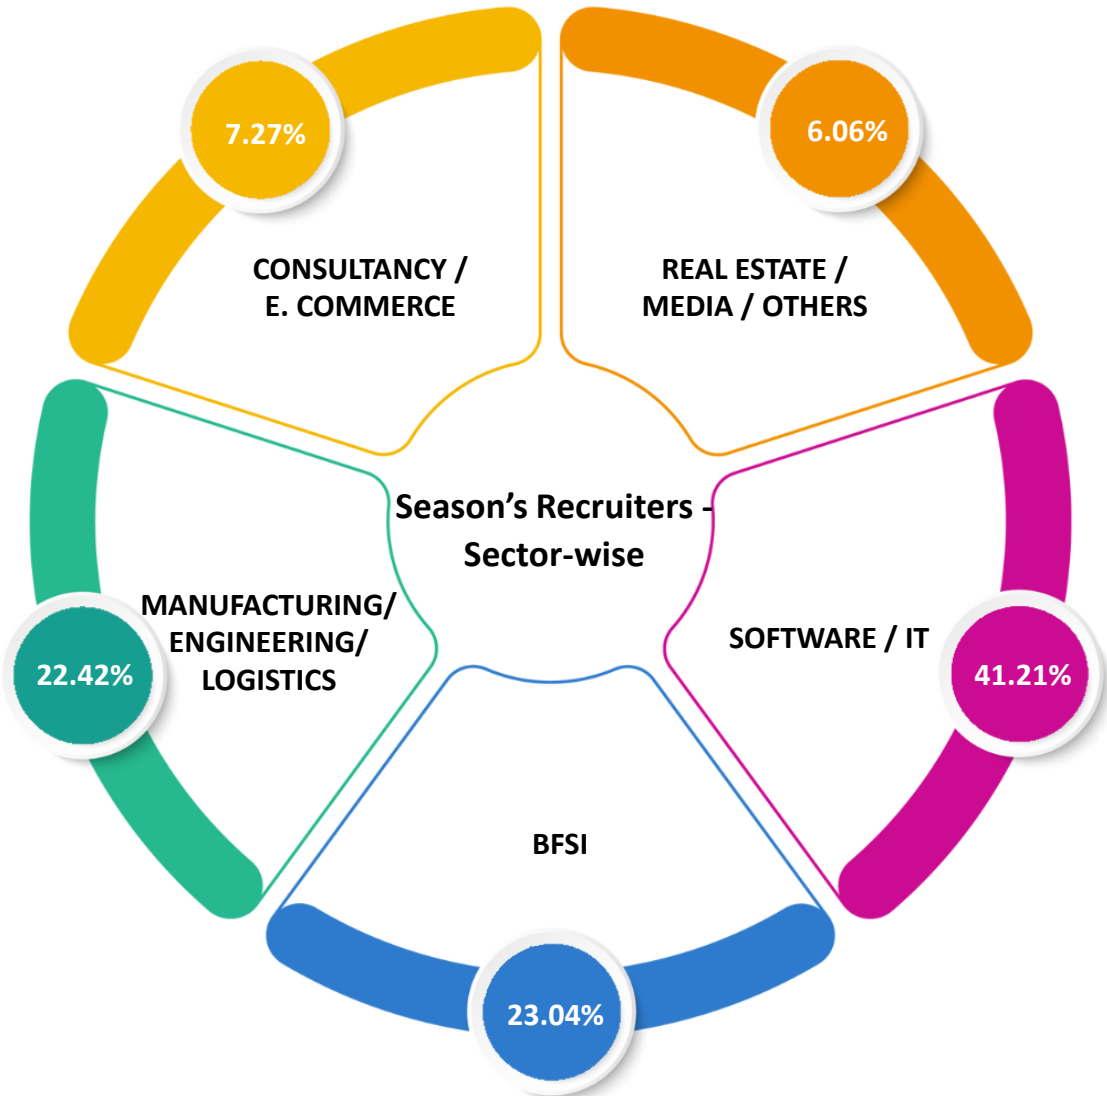 7.27%
6.06%
CONSULTANCY /
E. COMMERCE
REAL ESTATE /
MEDIA / OTHERS
Season’s Recruiters -
Sector-wise
MANUFACTURING/
ENGINEERING/
LOGISTICS
22.42%
SOFTWARE / IT
41.21%
BFSI
23.04%